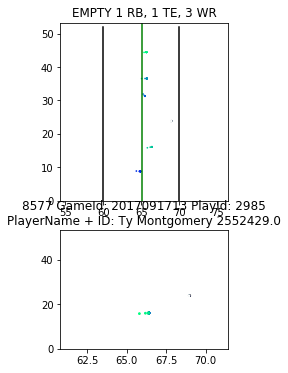 EMPTY 1 RB, 1 TE, 3 WR
50
40
30
20
10
0
55 60 65 70 75
8577 GameId: 2017091713 PlayId: 2985
PlayerName + ID: Ty Montgomery 2552429.0
40
20
0
62.5 65.0 67.5 70.0